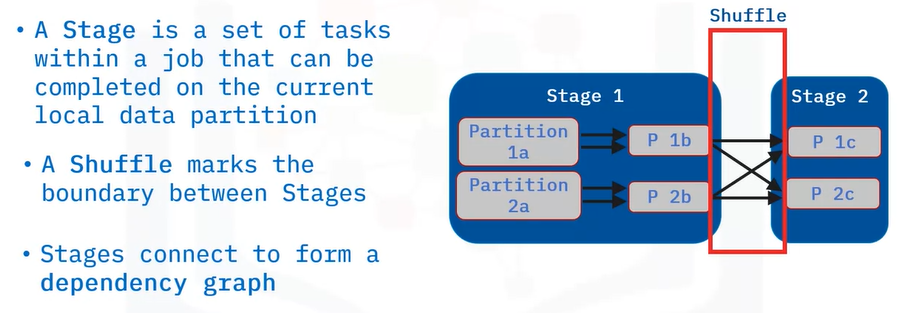 • A Stage is a set of tasks
within a job that can be
completed on the current
local data partition
• A Shuffle marks the
boundary between Stages
• Stages connect to form a
dependency graph
Shuffle
Stage 1
Partition
1a
P 1b
Partition
2a
P 2b
Stage 2
P 1c
P 2c